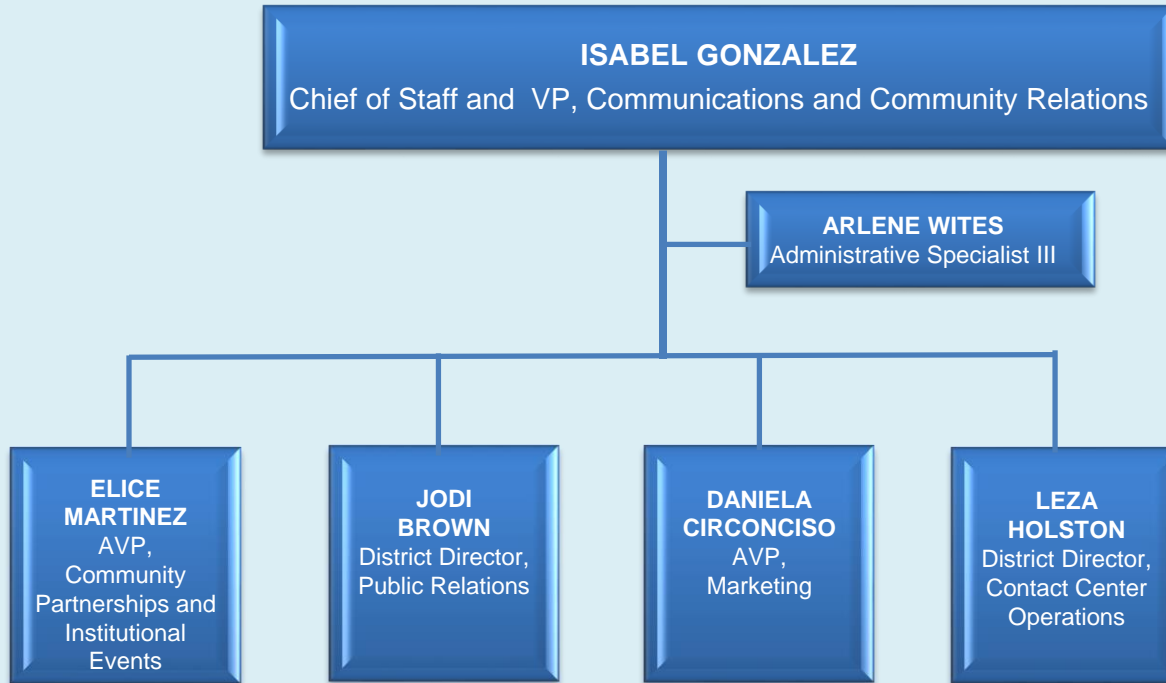 ISABEL GONZALEZ
Chief of Staff and VP, Communications and Community Relations
ARLENE WITES
Administrative Specialist III
ELICE
MARTINEZ
AVP,
Community
Partnerships and
Institutional
Events
JODI
BROWN
District Director,
Public Relations
DANIELA
CIRCONCISO
AVP,
Marketing
LEZA
HOLSTON
District Director,
Contact Center
Operations